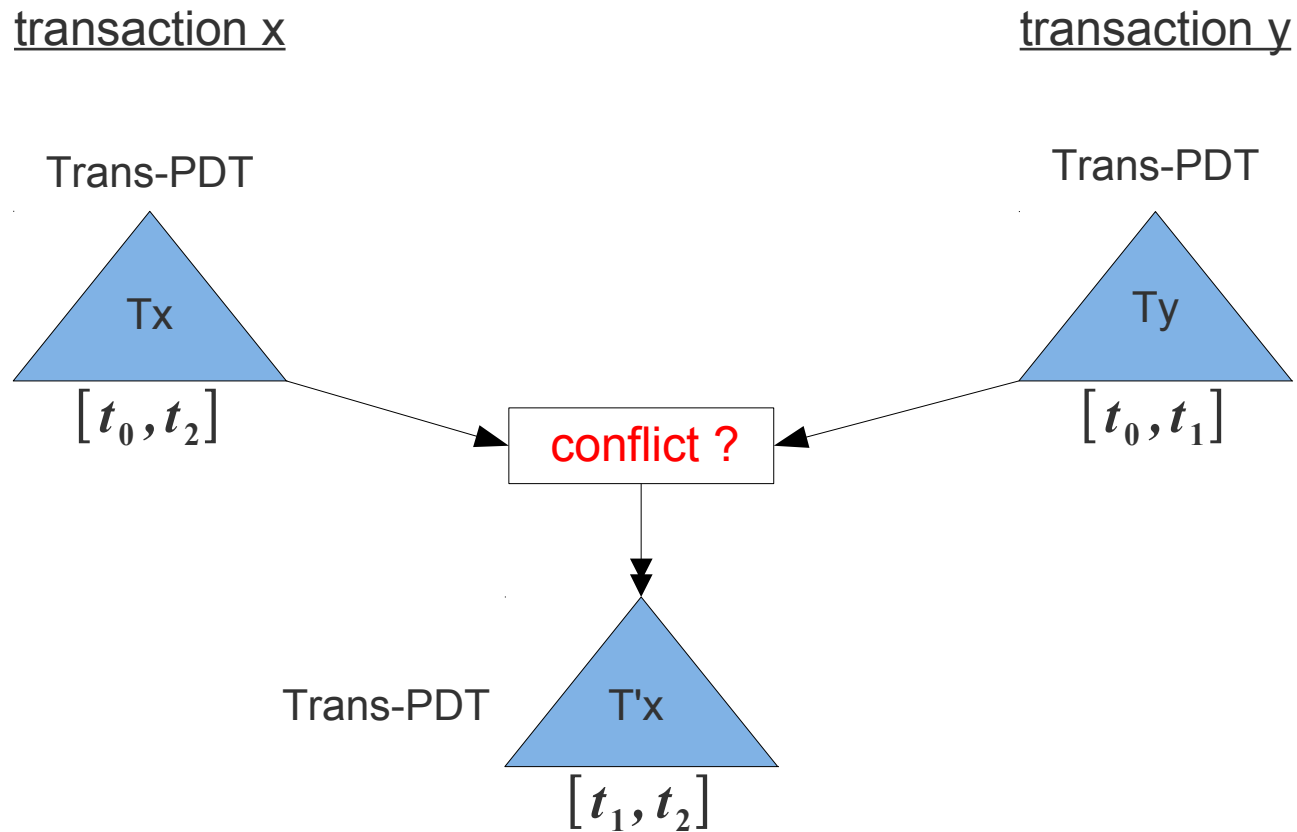 transaction x
transaction y
Trans-PDT
Trans-PDT
Tx
Ty
[t₀, t₂]
[t₀, t₁]
conflict ?
Trans-PDT
T'x
[t₁, t₂]